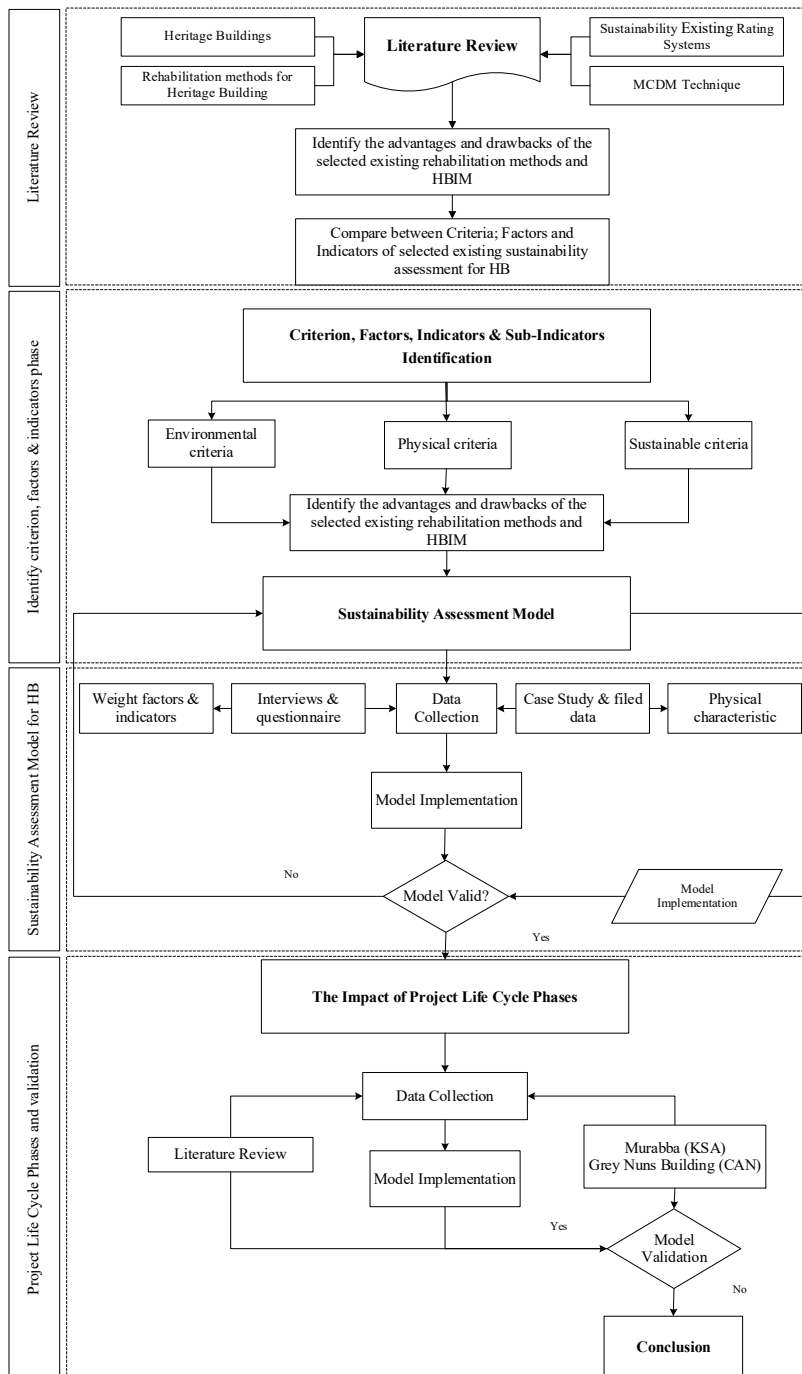 Literature Review
Heritage Buildings
Rehabilitation methods for
Heritage Building
Literature Review
Sustainability Existing Rating
Systems
MCDM Technique
Identify the advantages and drawbacks of the
selected existing rehabilitation methods and
HBIM
Compare between Criteria; Factors and
Indicators of selected existing sustainability
assessment for HB
Identify criterion, factors & indicators phase
Criterion, Factors, Indicators & Sub-Indicators
Identification
Environmental
criteria
Physical criteria
Sustainable criteria
Identify the advantages and drawbacks of the
selected existing rehabilitation methods and
HBIM
Sustainability Assessment Model
Sustainability Assessment Model for HB
Weight factors &
indicators
Interviews &
questionnaire
Data
Collection
Case Study & filed
data
Physical
characteristic
Model Implementation
No
Model Valid?
Model
Implementation
Yes
Project Life Cycle Phases and validation
The Impact of Project Life Cycle Phases
Data Collection
Literature Review
Model Implementation
Murabba (KSA)
Grey Nuns Building (CAN)
Yes
Model
Validation
No
Conclusion